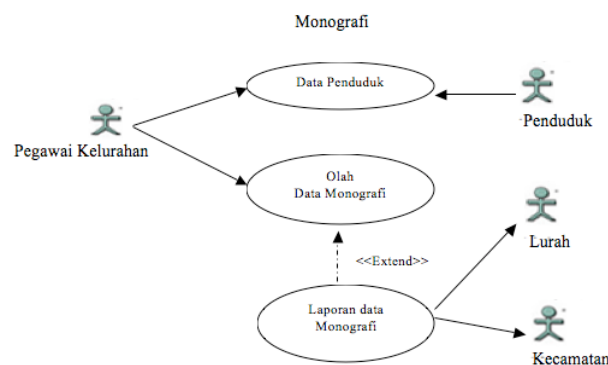 Monografi
Data Penduduk
Penduduk
Pegawai Kelurahan
Olah
Data Monografi
Lurah
<<Extend>>
Laporan data
Monografi
Kecamatan